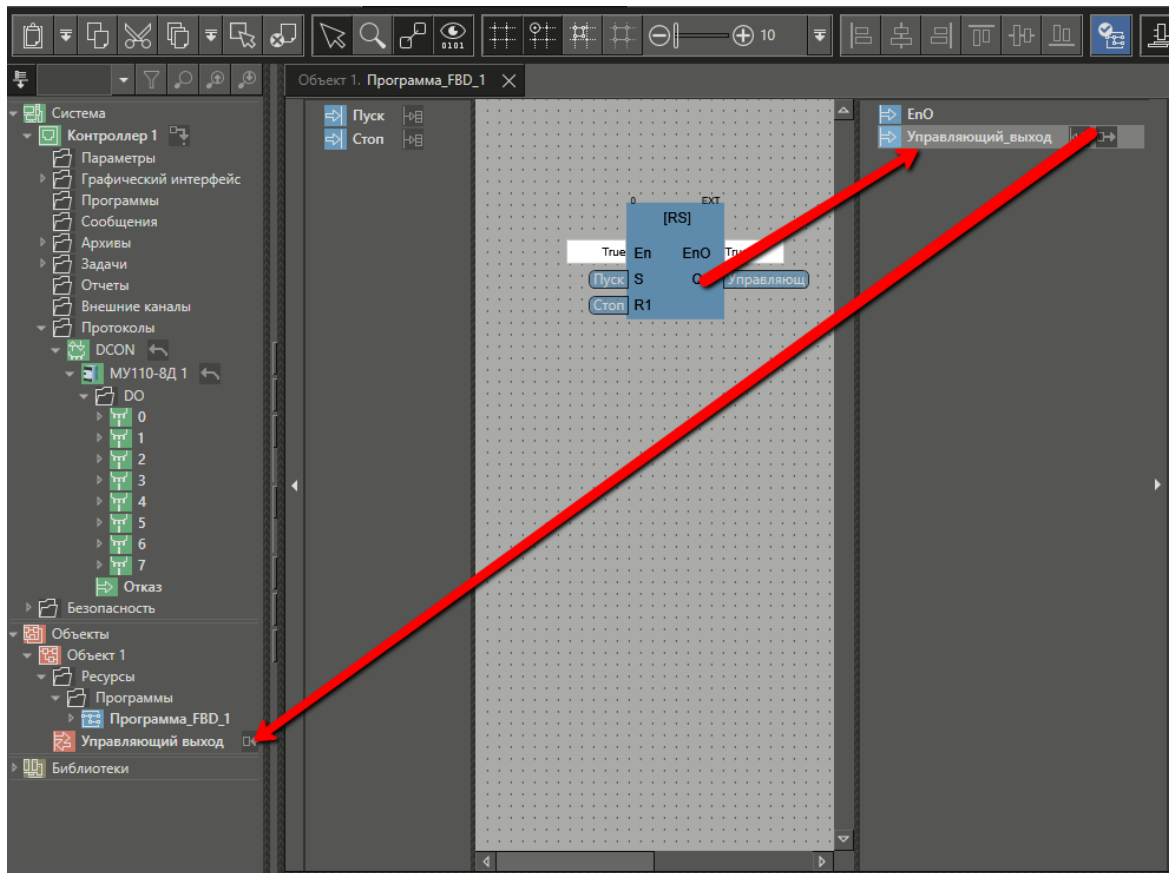 0101
10
Объект 1. Программа_FBD_1
Система
Контроллер 1
Параметры
Графический интерфейс
Программы
Сообщения
Архивы
Задачи
Отчеты
Внешние каналы
Протоколы
DCON
МУ110-8Д 1
DO
0
1
2
3
4
5
6
7
Отказ
Безопасность
Объекты
Объект 1
Ресурсы
Программы
Программа_FBD_1
Управляющий выход
Библиотеки
Пуск
Стоп
0 EXT
[RS]
True En EnO
Пуск S Управляющ
Стоп R1
EnO
Управляющий_выход